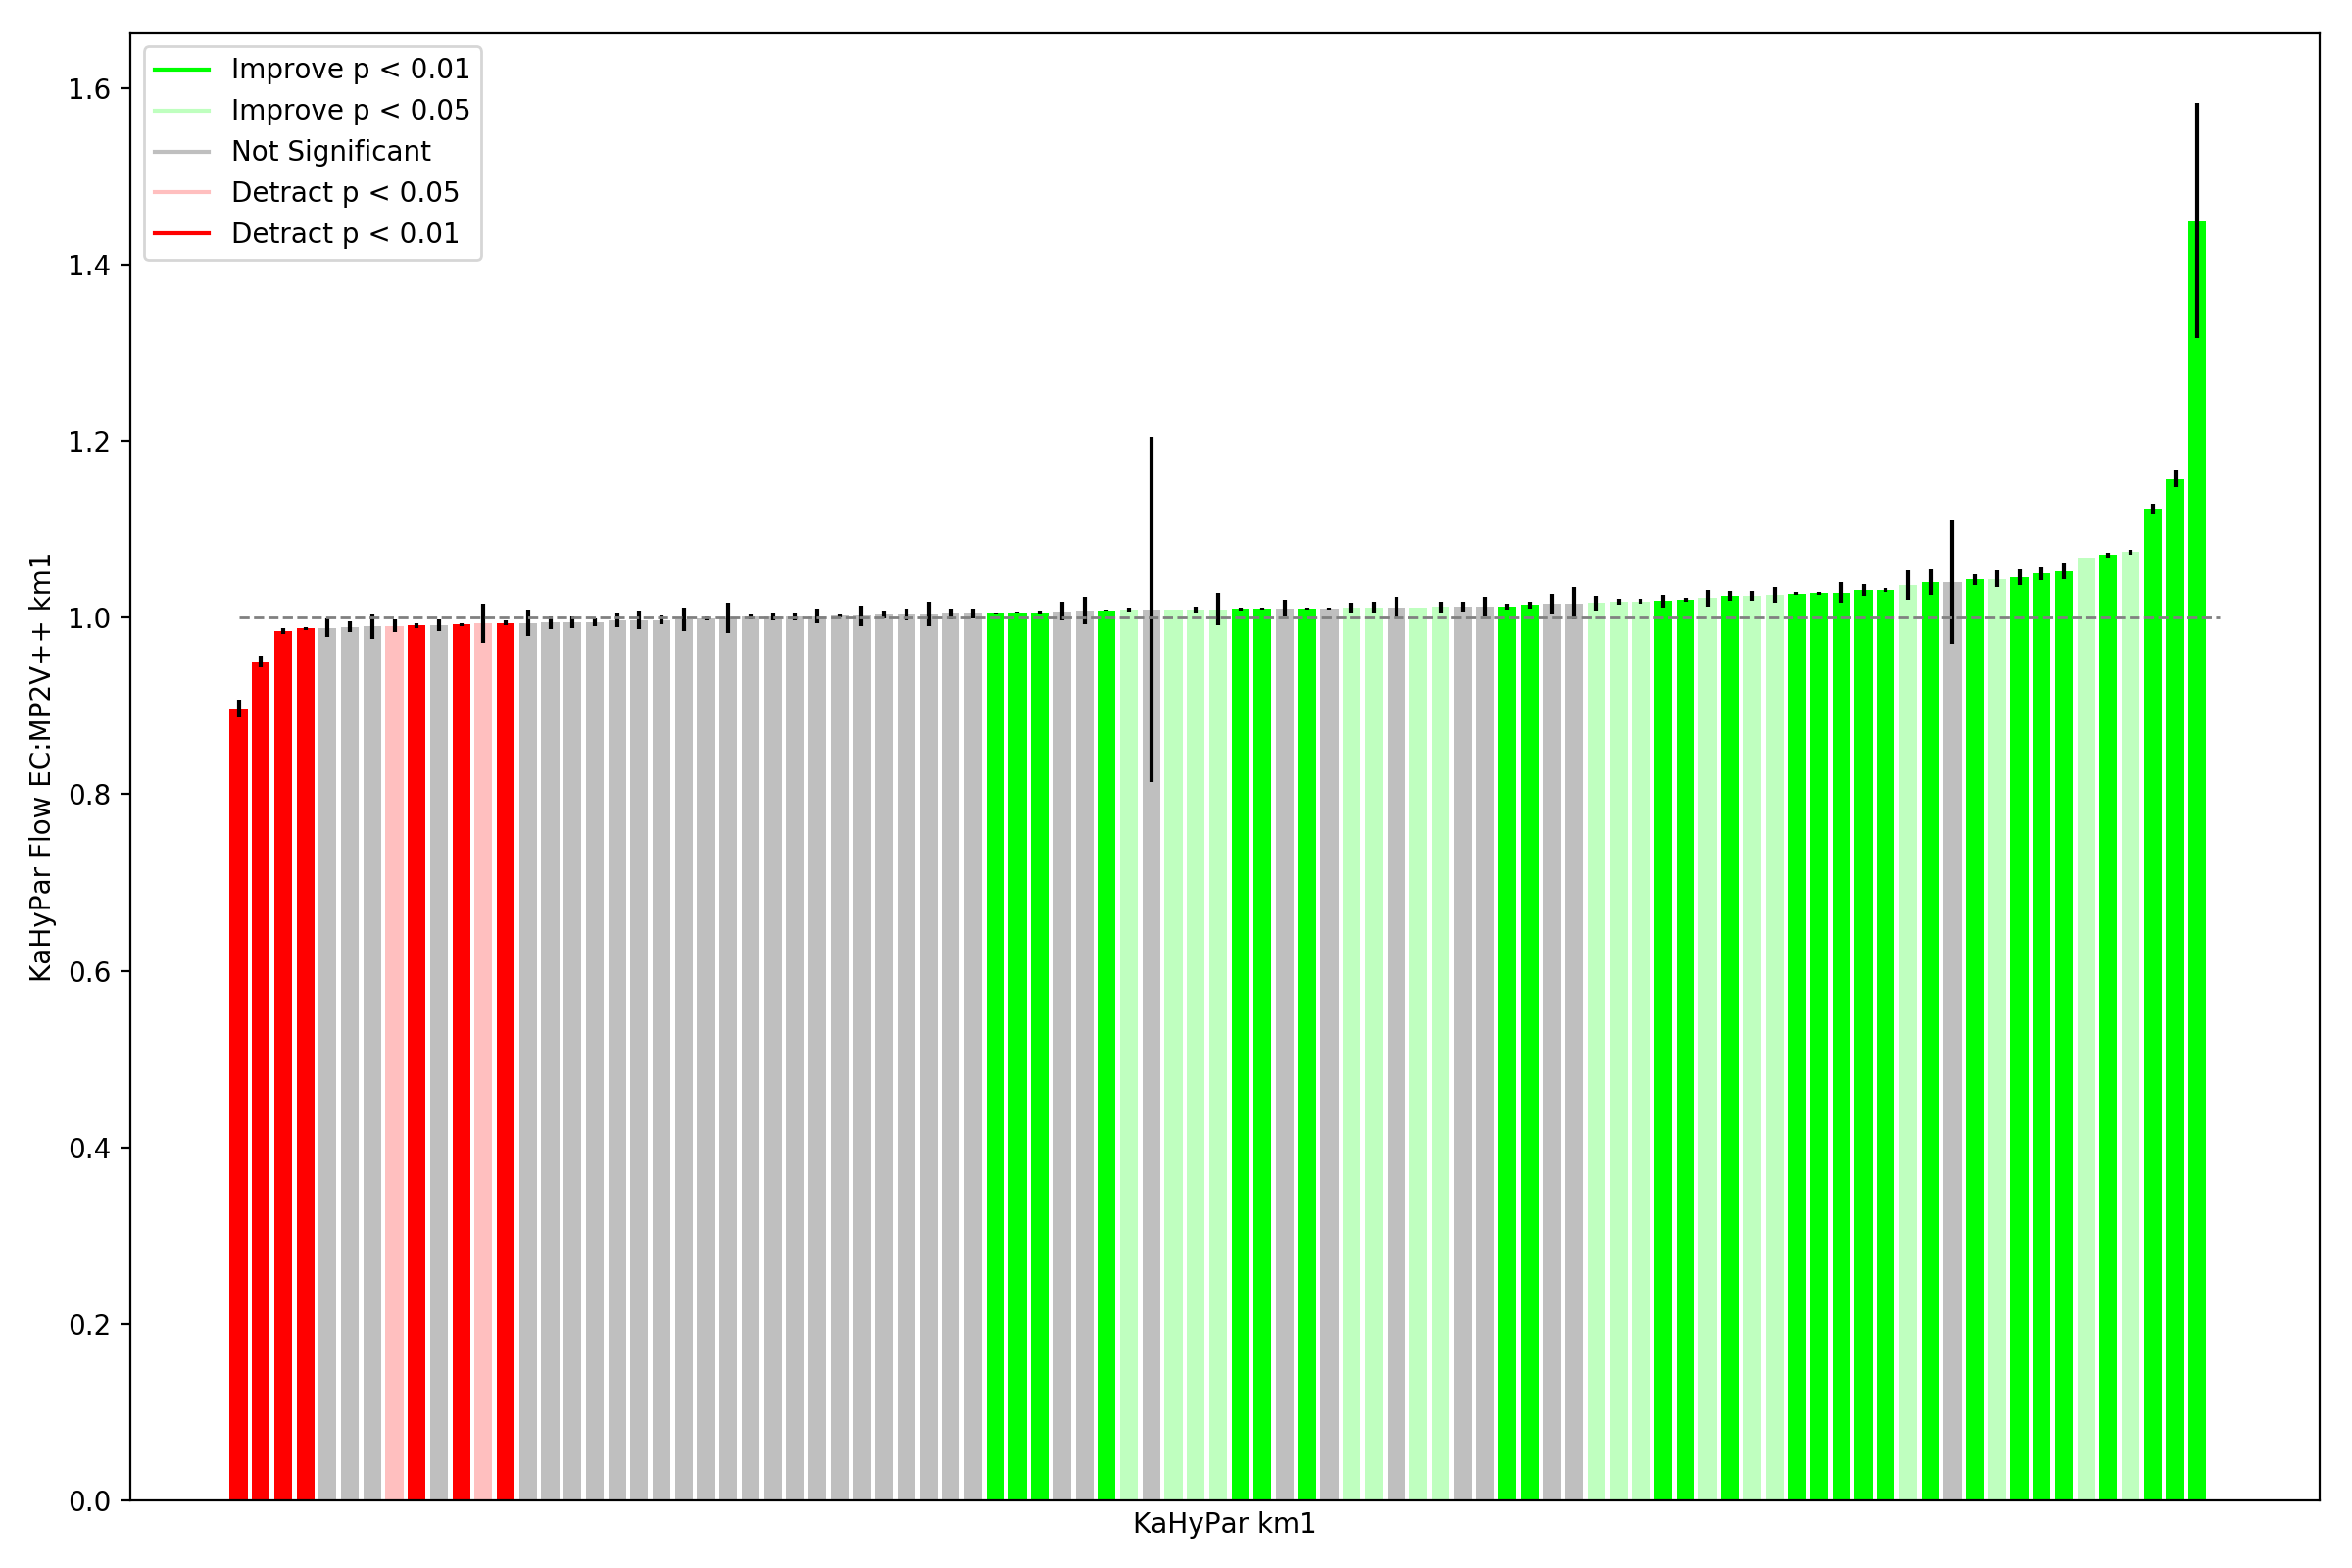 Improve p < 0.01
Improve p < 0.05
Not Significant
Detract p < 0.05
Detract p < 0.01
1.6
1.4
1.2
1.0
0.8
0.6
0.4
0.2
0.0
KaHyPar Flow EC:MP2V++ km1
KaHyPar km1